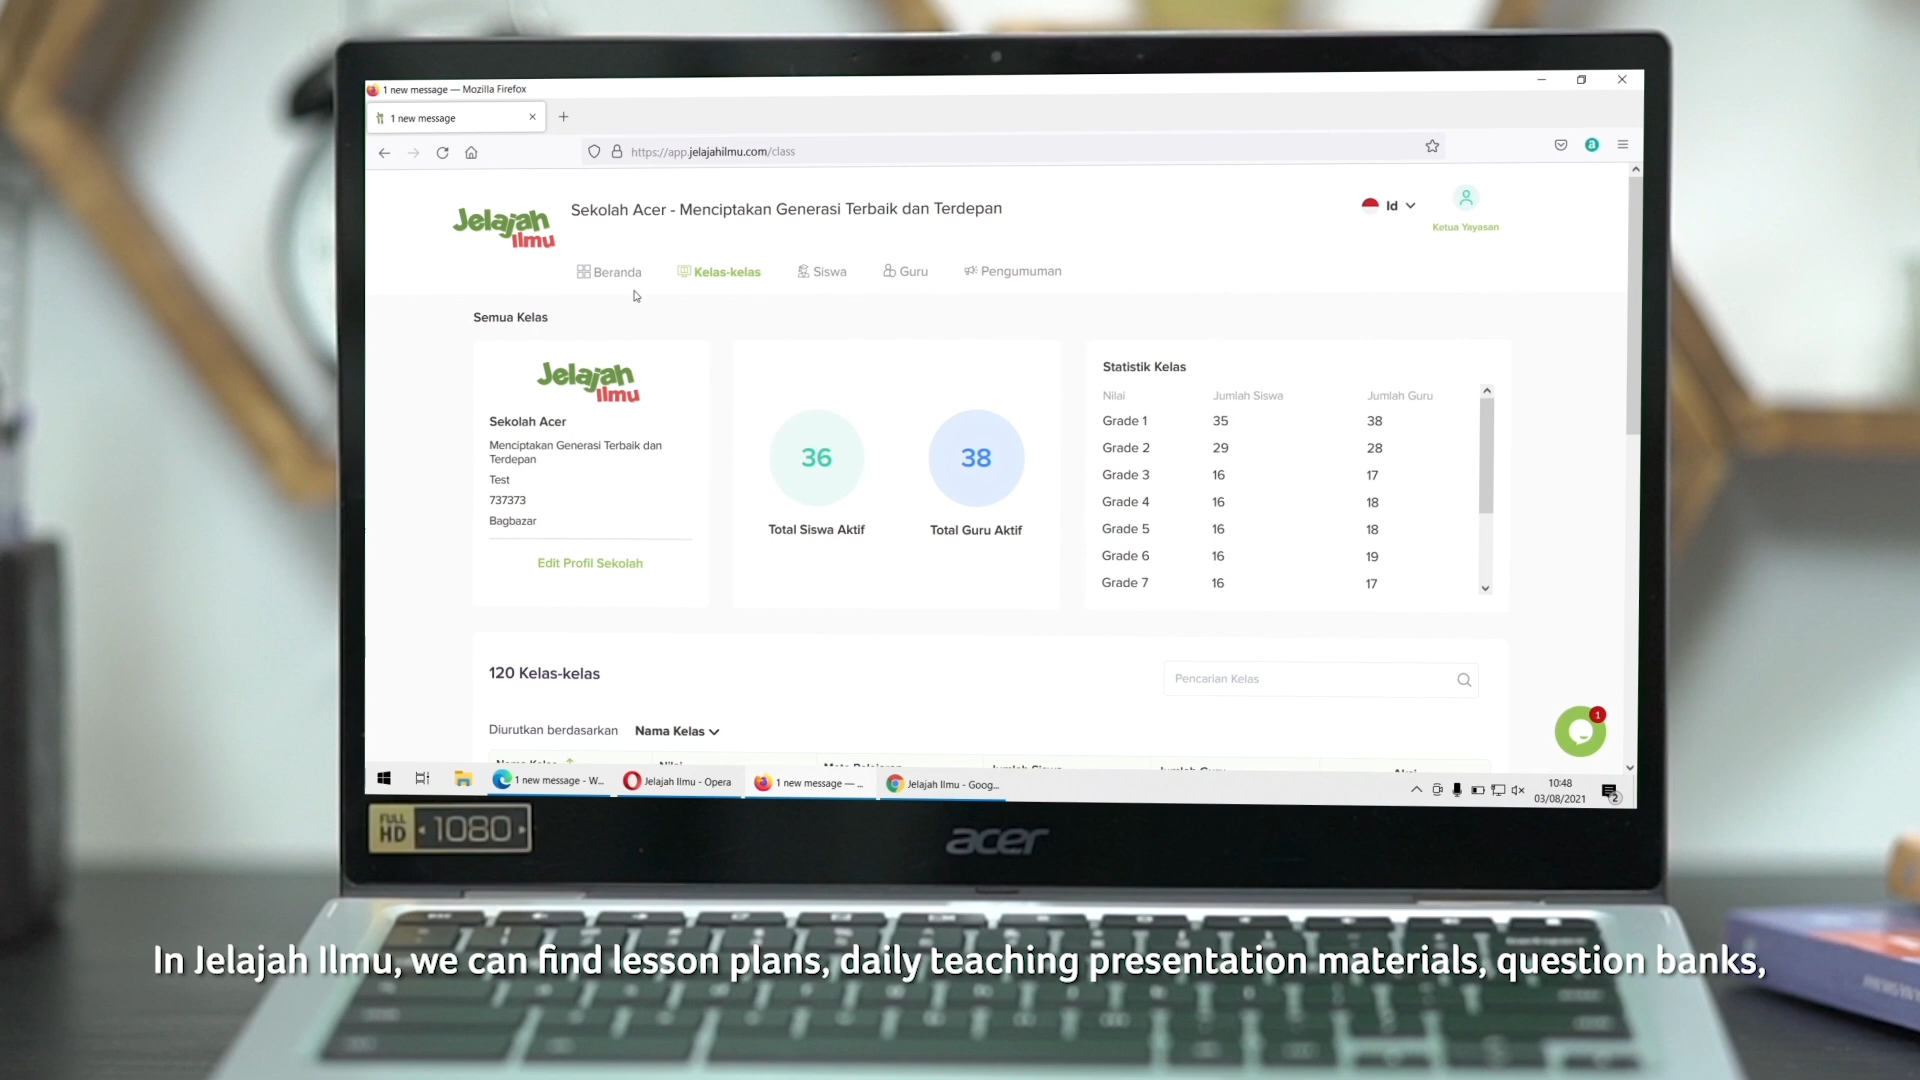 1 new message — Mozilla Firefox
1 new message
https://app.jelajahilmu.com/class
Jelajah Ilmu
Sekolah Acer - Menciptakan Generasi Terbaik dan Terdepan
Id
Ketua Yayasan
Beranda
Kelas-kelas
Siswa
Guru
Pengumuman
Semua Kelas
Jelajah Ilmu
Sekolah Acer
Menciptakan Generasi Terbaik dan
Terdepan
Test
737373
Bagbazar
Edit Profil Sekolah
36
Total Siswa Aktif
38
Total Guru Aktif
Statistik Kelas
Nilai Jumlah Siswa Jumlah Guru
Grade 1 35 38
Grade 2 29 28
Grade 3 16 17
Grade 4 16 18
Grade 5 16 18
Grade 6 16 19
Grade 7 16 17
120 Kelas-kelas
Pencarian Kelas
Diurutkan berdasarkan Nama Kelas
1
1 new message - W...
Jelajah Ilmu - Opera
1 new message — ...
Jelajah Ilmu - Goog...
10:48
03/08/2021
2
FULL HD 1080
acer
In Jelajah Ilmu, we can find lesson plans, daily teaching presentation materials, question banks,